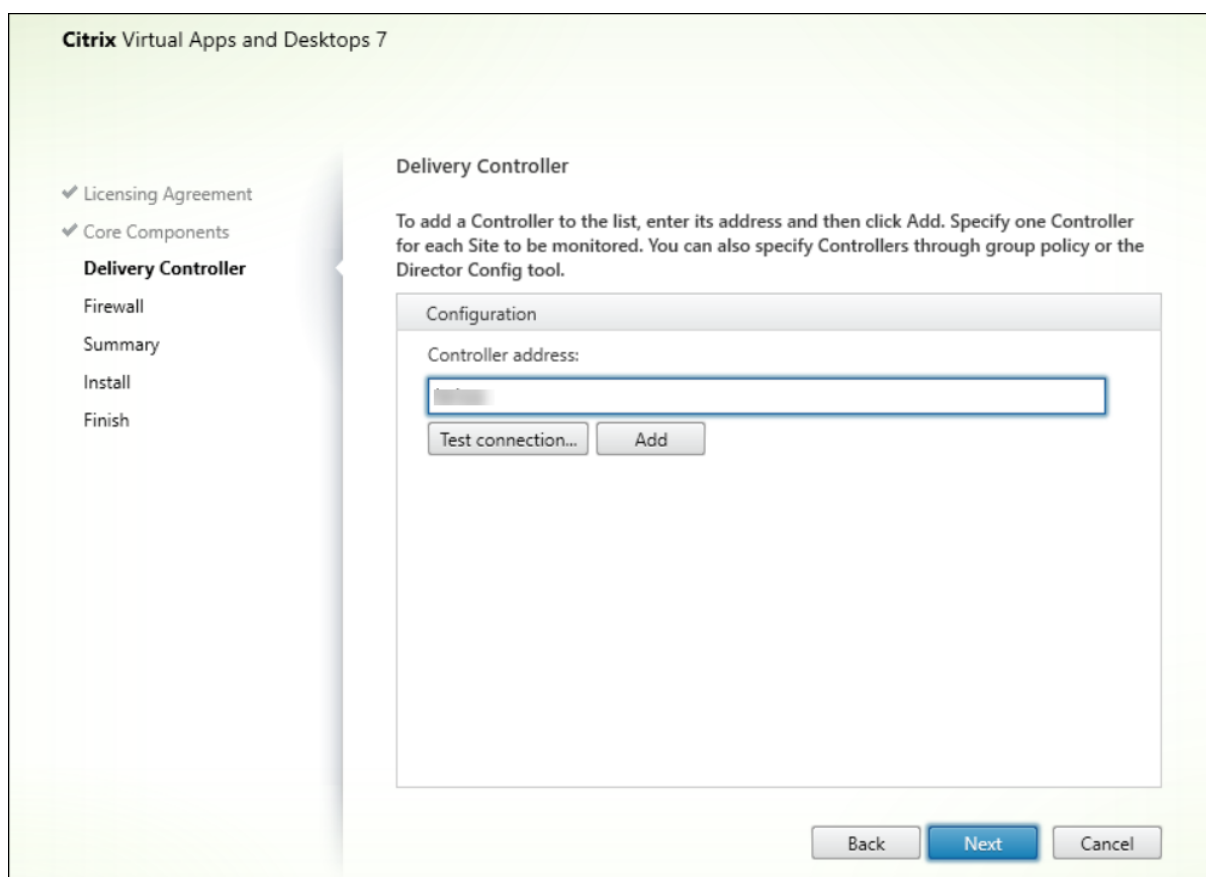 Citrix Virtual Apps and Desktops 7
Licensing Agreement
Core Components
Delivery Controller
Firewall
Summary
Install
Finish
Delivery Controller
To add a Controller to the list, enter its address and then click Add. Specify one Controller
for each Site to be monitored. You can also specify Controllers through group policy or the
Director Config tool.
Configuration
Controller address:
Test connection...
Add
Back
Next
Cancel